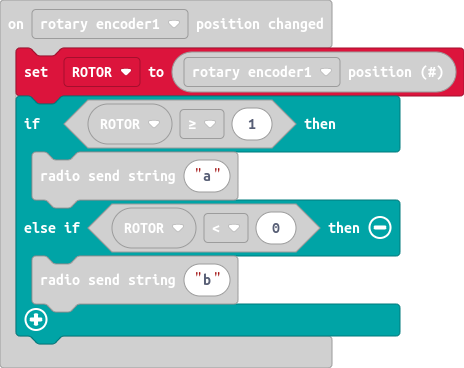 on rotary encoder1 position changed
set ROTOR to rotary encoder1 position (#)
if ROTOR ≥ 1 then
radio send string "a"
else if ROTOR < 0 then
radio send string "b"